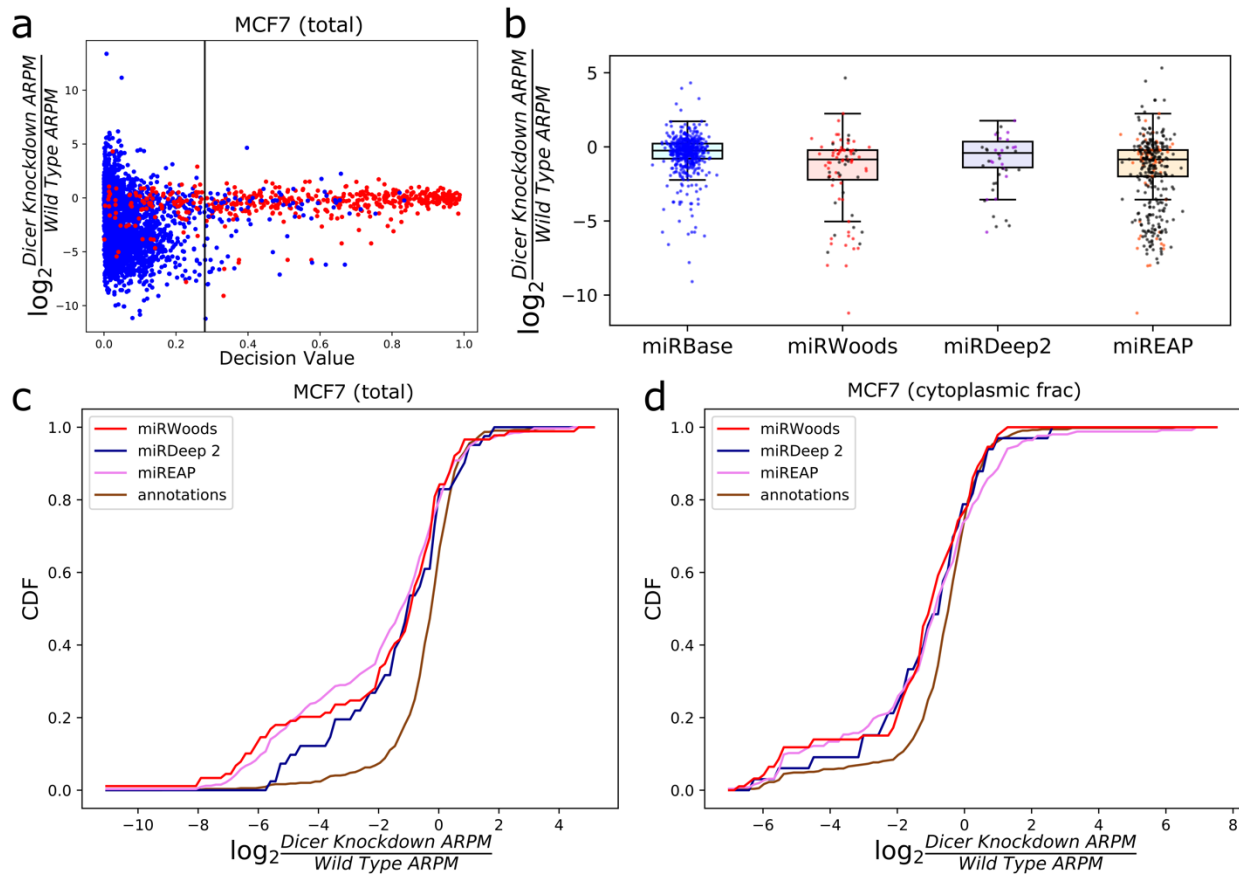 a
MCF7 (total)
log2 Dicer Knockdown ARPM
Wild Type ARPM
10
5
0
−5
−10
0.0 0.2 0.4 0.6 0.8 1.0
Decision Value
b
log2 Dicer Knockdown ARPM
Wild Type ARPM
5
0
−5
−10
miRBase miRWoods miRDeep2 miREAP
c
MCF7 (total)
miRWoods
miRDeep 2
miREAP
annotations
CDF
1.0
0.8
0.6
0.4
0.2
0.0
−10 −8 −6 −4 −2 0 2 4
log2 Dicer Knockdown ARPM
Wild Type ARPM
d
MCF7 (cytoplasmic frac)
miRWoods
miRDeep 2
miREAP
annotations
CDF
1.0
0.8
0.6
0.4
0.2
0.0
−6 −4 −2 0 2 4 6 8
log2 Dicer Knockdown ARPM
Wild Type ARPM